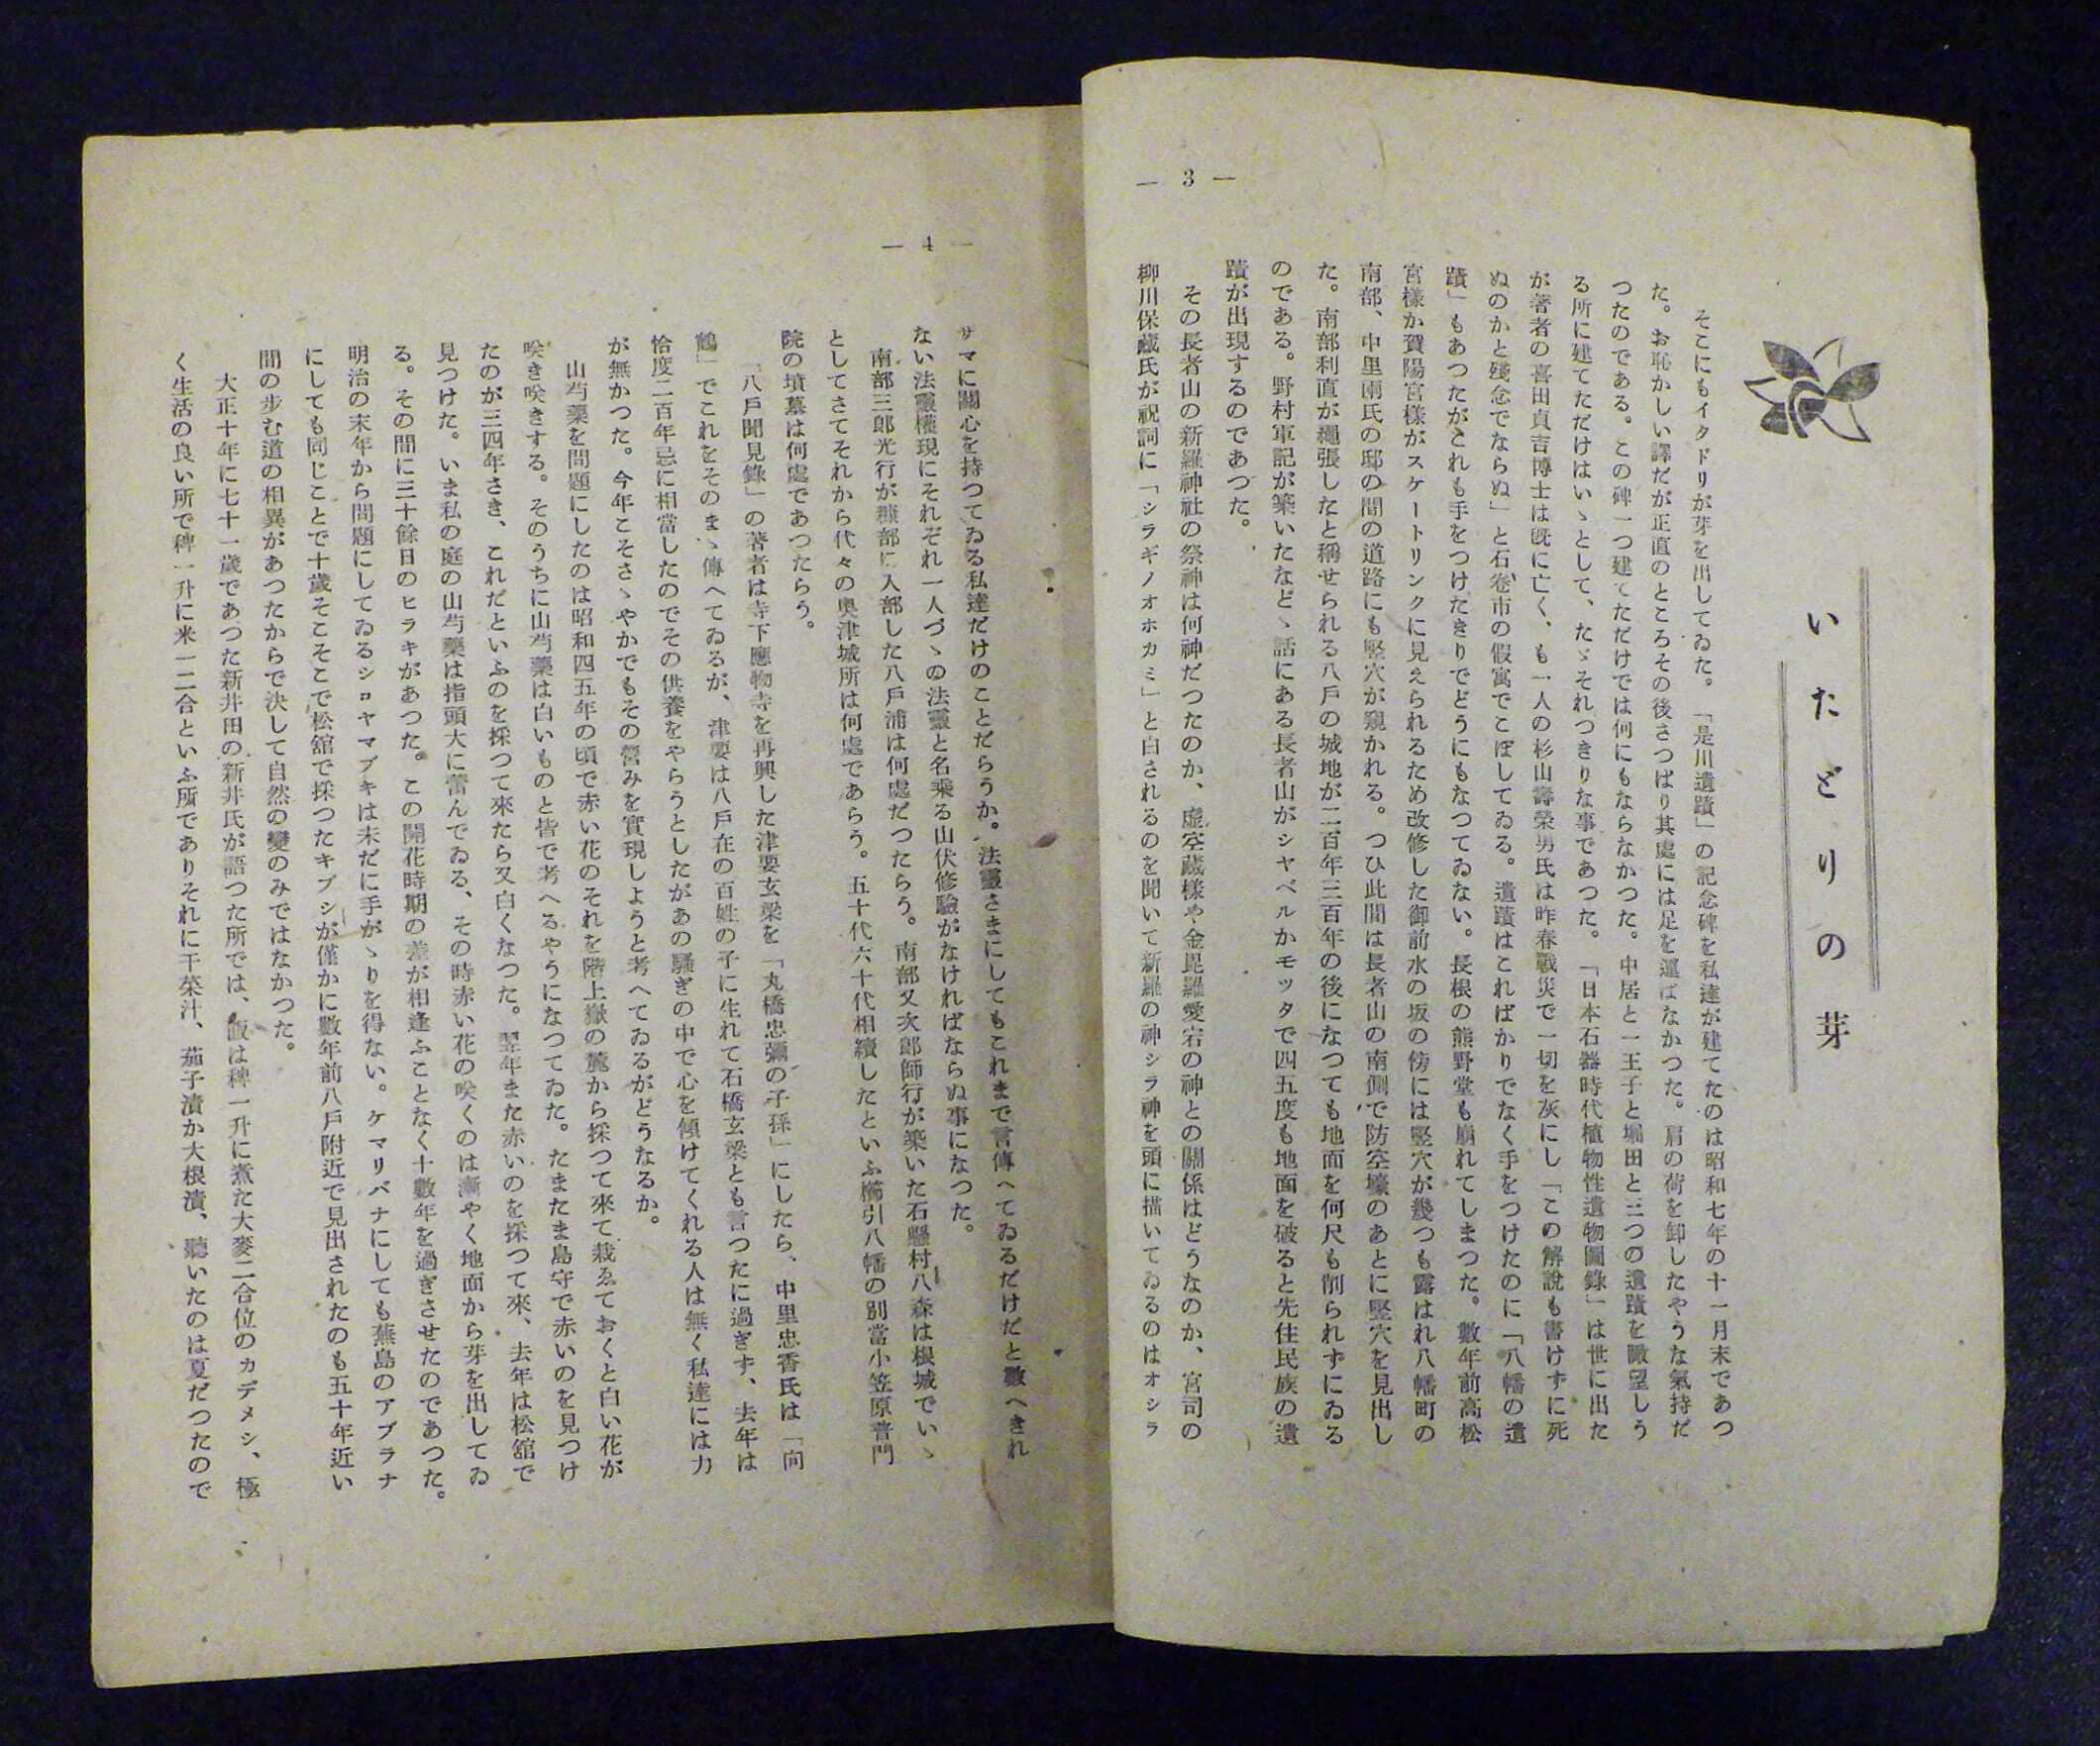 — 3 —
いたどりの芽
そこにもイタドリが芽を出してゐた。「是川遺蹟」の記念碑を私達が建てたのは昭和七年の十一月末であつ
た。お恥かしい譯だが正直のところその後さつぱり其處には足を運ばなかつた。肩の荷を卸したやうな氣持だ
つたのである。この碑一つ建てただけでは何にもならなかつた。中居と一王子と堀田と三つの遺蹟を瞰望しう
る所に建てただけはいゝとして、たゞそれつきりな事であつた。「日本石器時代植物性遺物圖錄」は世に出た
が著者の喜田貞吉博士は既に亡く、も一人の杉山壽榮男氏は昨春戰災で一切を灰にし「この解說も書けずに死
ぬのかと殘念でならぬ」と石卷市の假寓でこぼしてゐる。遺蹟はこればかりでなく手をつけたのに「八幡の遺
蹟」もあつたがこれも手をつけたきりでどうにもなつてゐない。長根の熊野堂も崩れてしまつた。數年前高松
宮樣か賀陽宮樣がスケートリンクに見えられるため改修した御前水の坂の傍には竪穴が幾つも露はれ八幡町の
南部、中里兩氏の邸の間の道路にも竪穴が窺かれる。つひ此間は長者山の南側で防空壕のあとに竪穴を見出し
た。南部利直が繩張したと稱せられる八戶の城地が二百年三百年の後になつても地面を何尺も削られずにゐる
のである。野村軍記が築いたなどゝ話にある長者山がシヤベルかモッタで四五度も地面を破ると先住民族の遺
蹟が出現するのであつた。
その長者山の新羅神社の祭神は何神だつたのか、虛空藏樣や金毘羅愛宕の神との關係はどうなのか、宮司の
柳川保藏氏が祝詞に「シラギノオホカミ」と白されるのを聞いて新羅の神シラ神を頭に描いてゐるのはオシラ
— 4 —
サマに關心を持つてゐる私達だけのことだらうか。法靈さまにしてもこれまで言傳へてゐるだけだと數へきれ
ない法靈權現にそれぞれ一人づゝの法靈と名乘る山伏修驗がなければならぬ事になつた。
南部三郎光行が糠部に入部した八戶浦は何處だつたらう。南部又次郎師行が築いた石懸村八森は根城でいゝ
としてさてそれから代々の奧津城所は何處であらう。五十代六十代相續したといふ櫛引八幡の別當小笠原普門
院の墳墓は何處であつたらう。
「八戶聞見錄」の著者は寺下應物寺を再興した津要玄梁を「丸橋忠彌の子孫」にしたら、中里忠香氏は「向
鶴」でこれをそのまゝ傳へてゐるが、津要は八戶在の百姓の子に生れて石橋玄梁とも言つたに過ぎず、去年は
恰度二百年忌に相當したのでその供養をやらうとしたがあの騷ぎの中で心を傾けてくれる人は無く私達には力
が無かつた。今年こそさゝやかでもその營みを實現しようと考へてゐるがどうなるか。
山芍藥を問題にしたのは昭和四五年の頃で赤い花のそれを階上嶽の麓から採つて來て栽ゑておくと白い花が
咲き咲きする。そのうちに山芍藥は白いものと皆で考へるやうになつてゐた。たまたま島守で赤いのを見つけ
たのが三四年さき、これだといふのを採つて來たら又白くなつた。翌年また赤いのを採つて來、去年は松舘で
見つけた。いま私の庭の山芍藥は指頭大に蕾んでゐる、その時赤い花の咲くのは漸やく地面から芽を出してゐ
る。その間に三十餘日のヒラキがあつた。この開花時期の差が相逢ふことなく十數年を過ぎさせたのであつた。
明治の末年から問題にしてゐるシロヤマブキは未だに手がゝりを得ない。ケマリバナにしても蕪島のアブラナ
にしても同じことで十歲そこそこで松舘で採つたキブシが僅かに數年前八戶附近で見出されたのも五十年近い
間の步む道の相異があつたからで決して自然の變のみではなかつた。
大正十年に七十一歲であつた新井田の新井氏が語つた所では、飯は稗一升に煮た大麥二合位のカデメシ、極
く生活の良い所で稗一升に米一二合といふ所でありそれに干菜汁、茄子漬か大根漬、聽いたのは夏だつたので